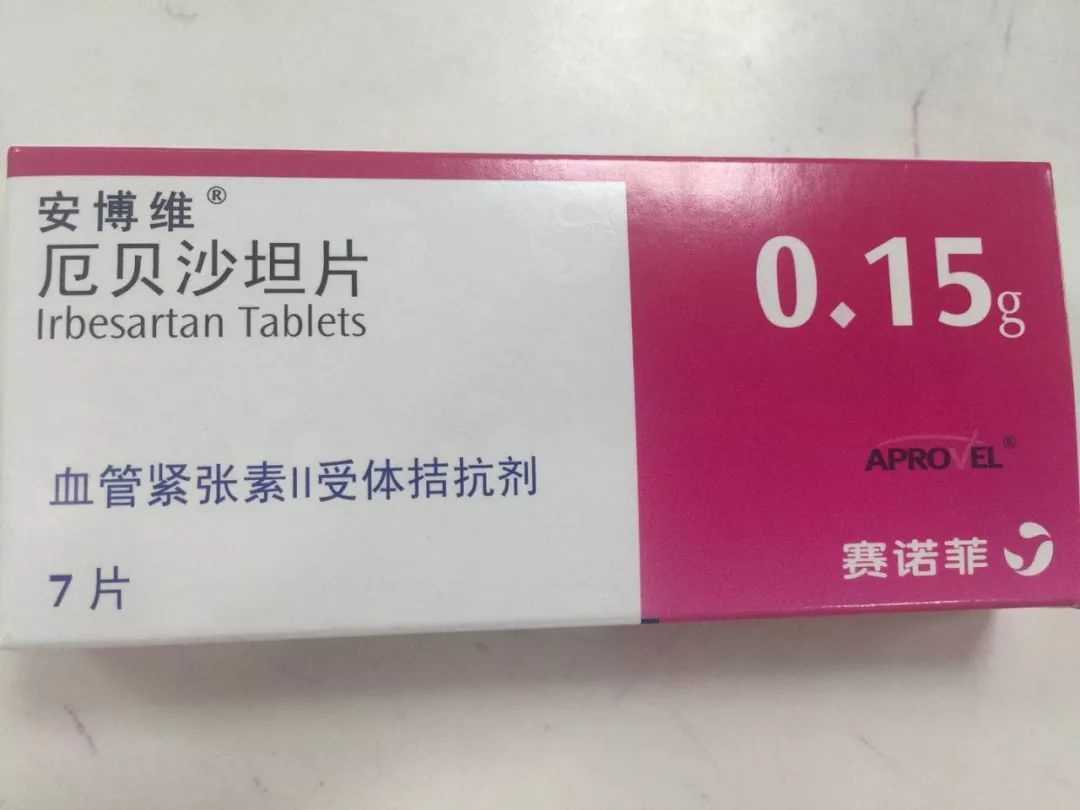 安博维®
厄贝沙坦片
Irbesartan Tablets
血管紧张素II受体拮抗剂
7片
0.15g
APROVEL®
赛诺菲